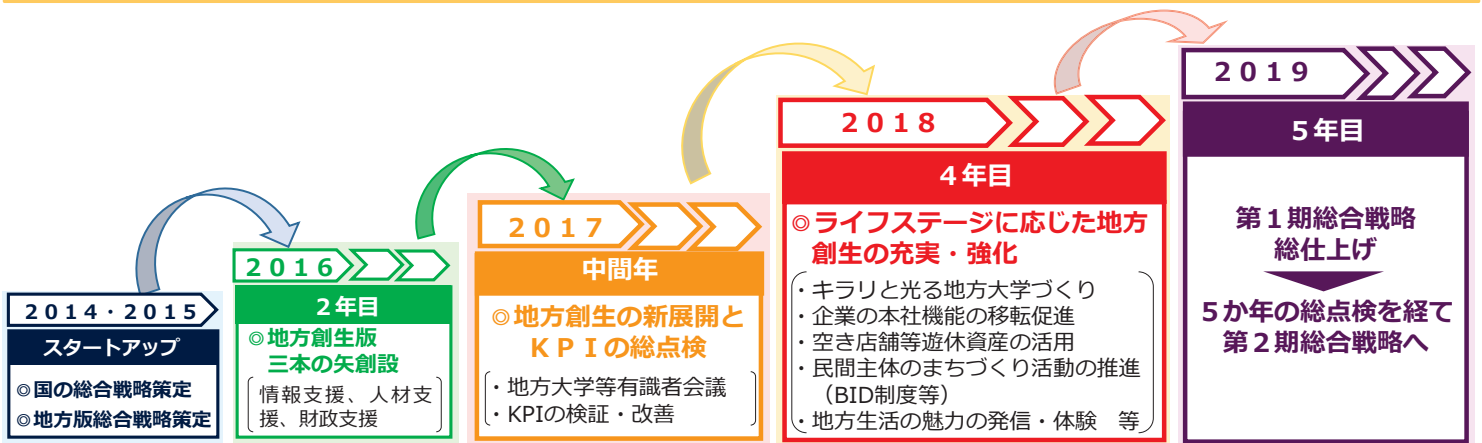 2014・2015
スタートアップ
◎国の総合戦略策定
◎地方版総合戦略策定
2016
2年目
◎地方創生版
三本の矢創設
情報支援、人材支
援、財政支援
2017
中間年
◎地方創生の新展開と
KPIの総点検
・地方大学等有識者会議
・KPIの検証・改善
2018
4年目
◎ライフステージに応じた地方
創生の充実・強化
・キラリと光る地方大学づくり
・企業の本社機能の移転促進
・空き店舗等遊休資産の活用
・民間主体のまちづくり活動の推進
(BID制度等)
・地方生活の魅力の発信・体験　等
2019
5年目
第1期総合戦略
総仕上げ
5か年の総点検を経て
第2期総合戦略へ